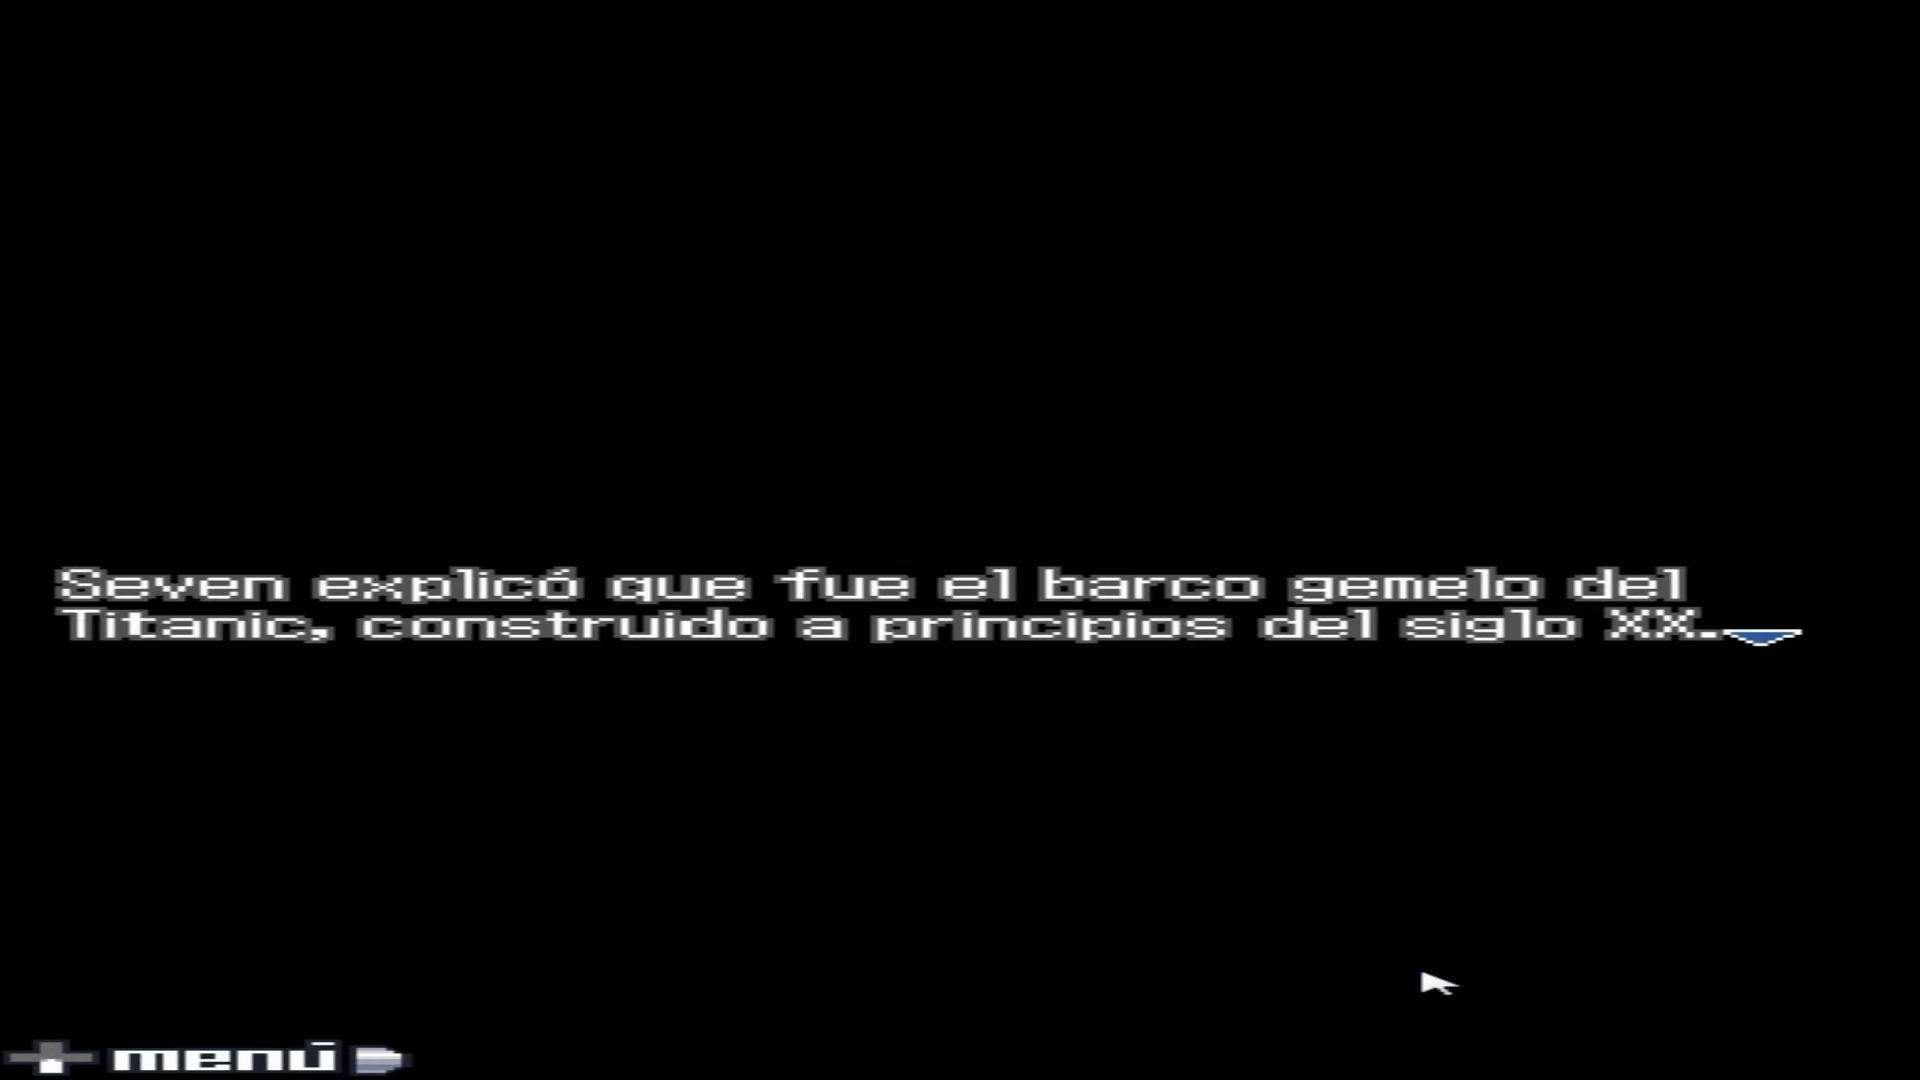 Seven explicó que fue el barco gemelo del
Titanic, construido a principios del siglo XX.
menú